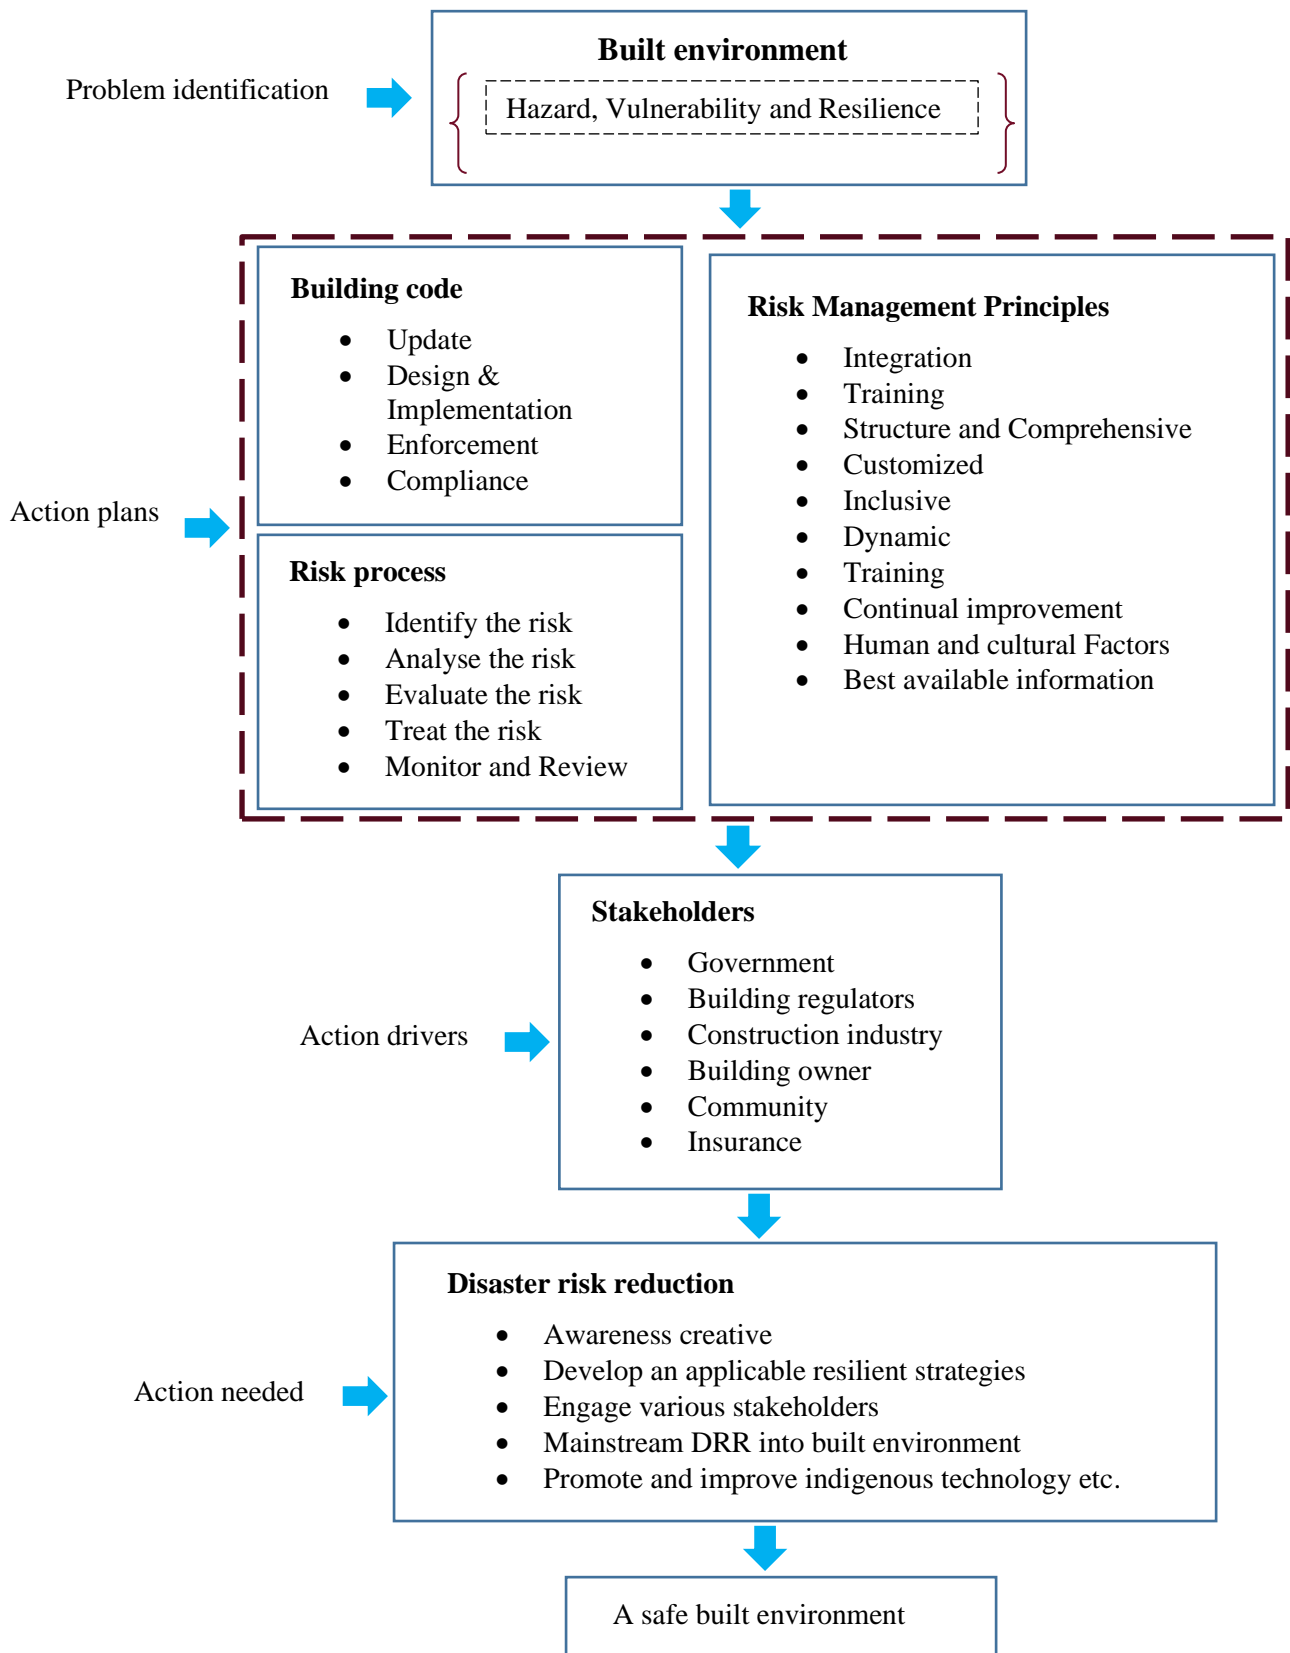 Built environment
Problem identification
Hazard, Vulnerability and Resilience
Building code
• Update
• Design &
Implementation
• Enforcement
• Compliance
Risk Management Principles
• Integration
• Training
• Structure and Comprehensive
• Customized
• Inclusive
• Dynamic
• Training
• Continual improvement
• Human and cultural Factors
• Best available information
Action plans
Risk process
• Identify the risk
• Analyse the risk
• Evaluate the risk
• Treat the risk
• Monitor and Review
Stakeholders
• Government
• Building regulators
• Construction industry
• Building owner
• Community
• Insurance
Action drivers
Disaster risk reduction
• Awareness creative
• Develop an applicable resilient strategies
• Engage various stakeholders
• Mainstream DRR into built environment
• Promote and improve indigenous technology etc.
Action needed
A safe built environment